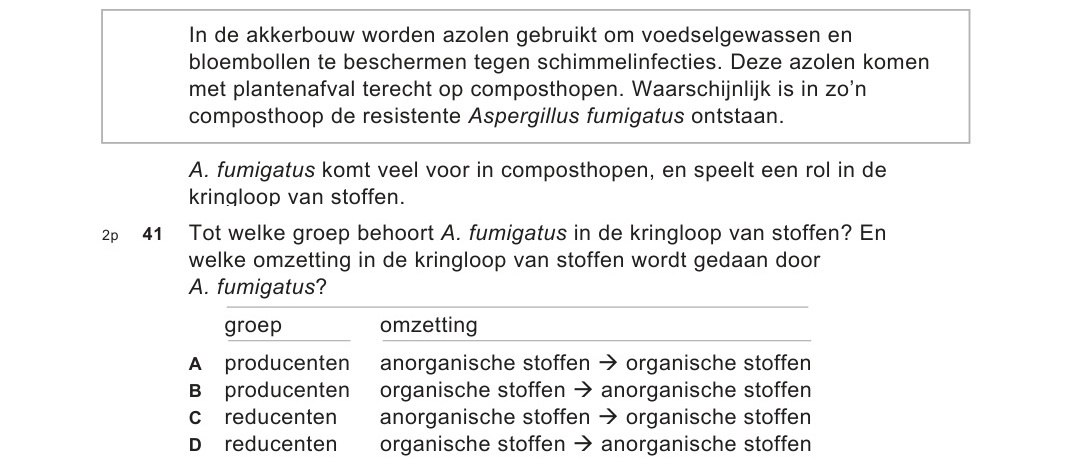 In de akkerbouw worden azolen gebruikt om voedselgewassen en
bloembollen te beschermen tegen schimmelinfecties. Deze azolen komen
met plantenafval terecht op composthopen. Waarschijnlijk is in zo’n
composthoop de resistente Aspergillus fumigatus ontstaan.
A. fumigatus komt veel voor in composthopen, en speelt een rol in de
kringloop van stoffen.
2p 41 Tot welke groep behoort A. fumigatus in de kringloop van stoffen? En
welke omzetting in de kringloop van stoffen wordt gedaan door
A. fumigatus?
groep omzetting
A producenten anorganische stoffen → organische stoffen
B producenten organische stoffen → anorganische stoffen
C reducenten anorganische stoffen → organische stoffen
D reducenten organische stoffen → anorganische stoffen